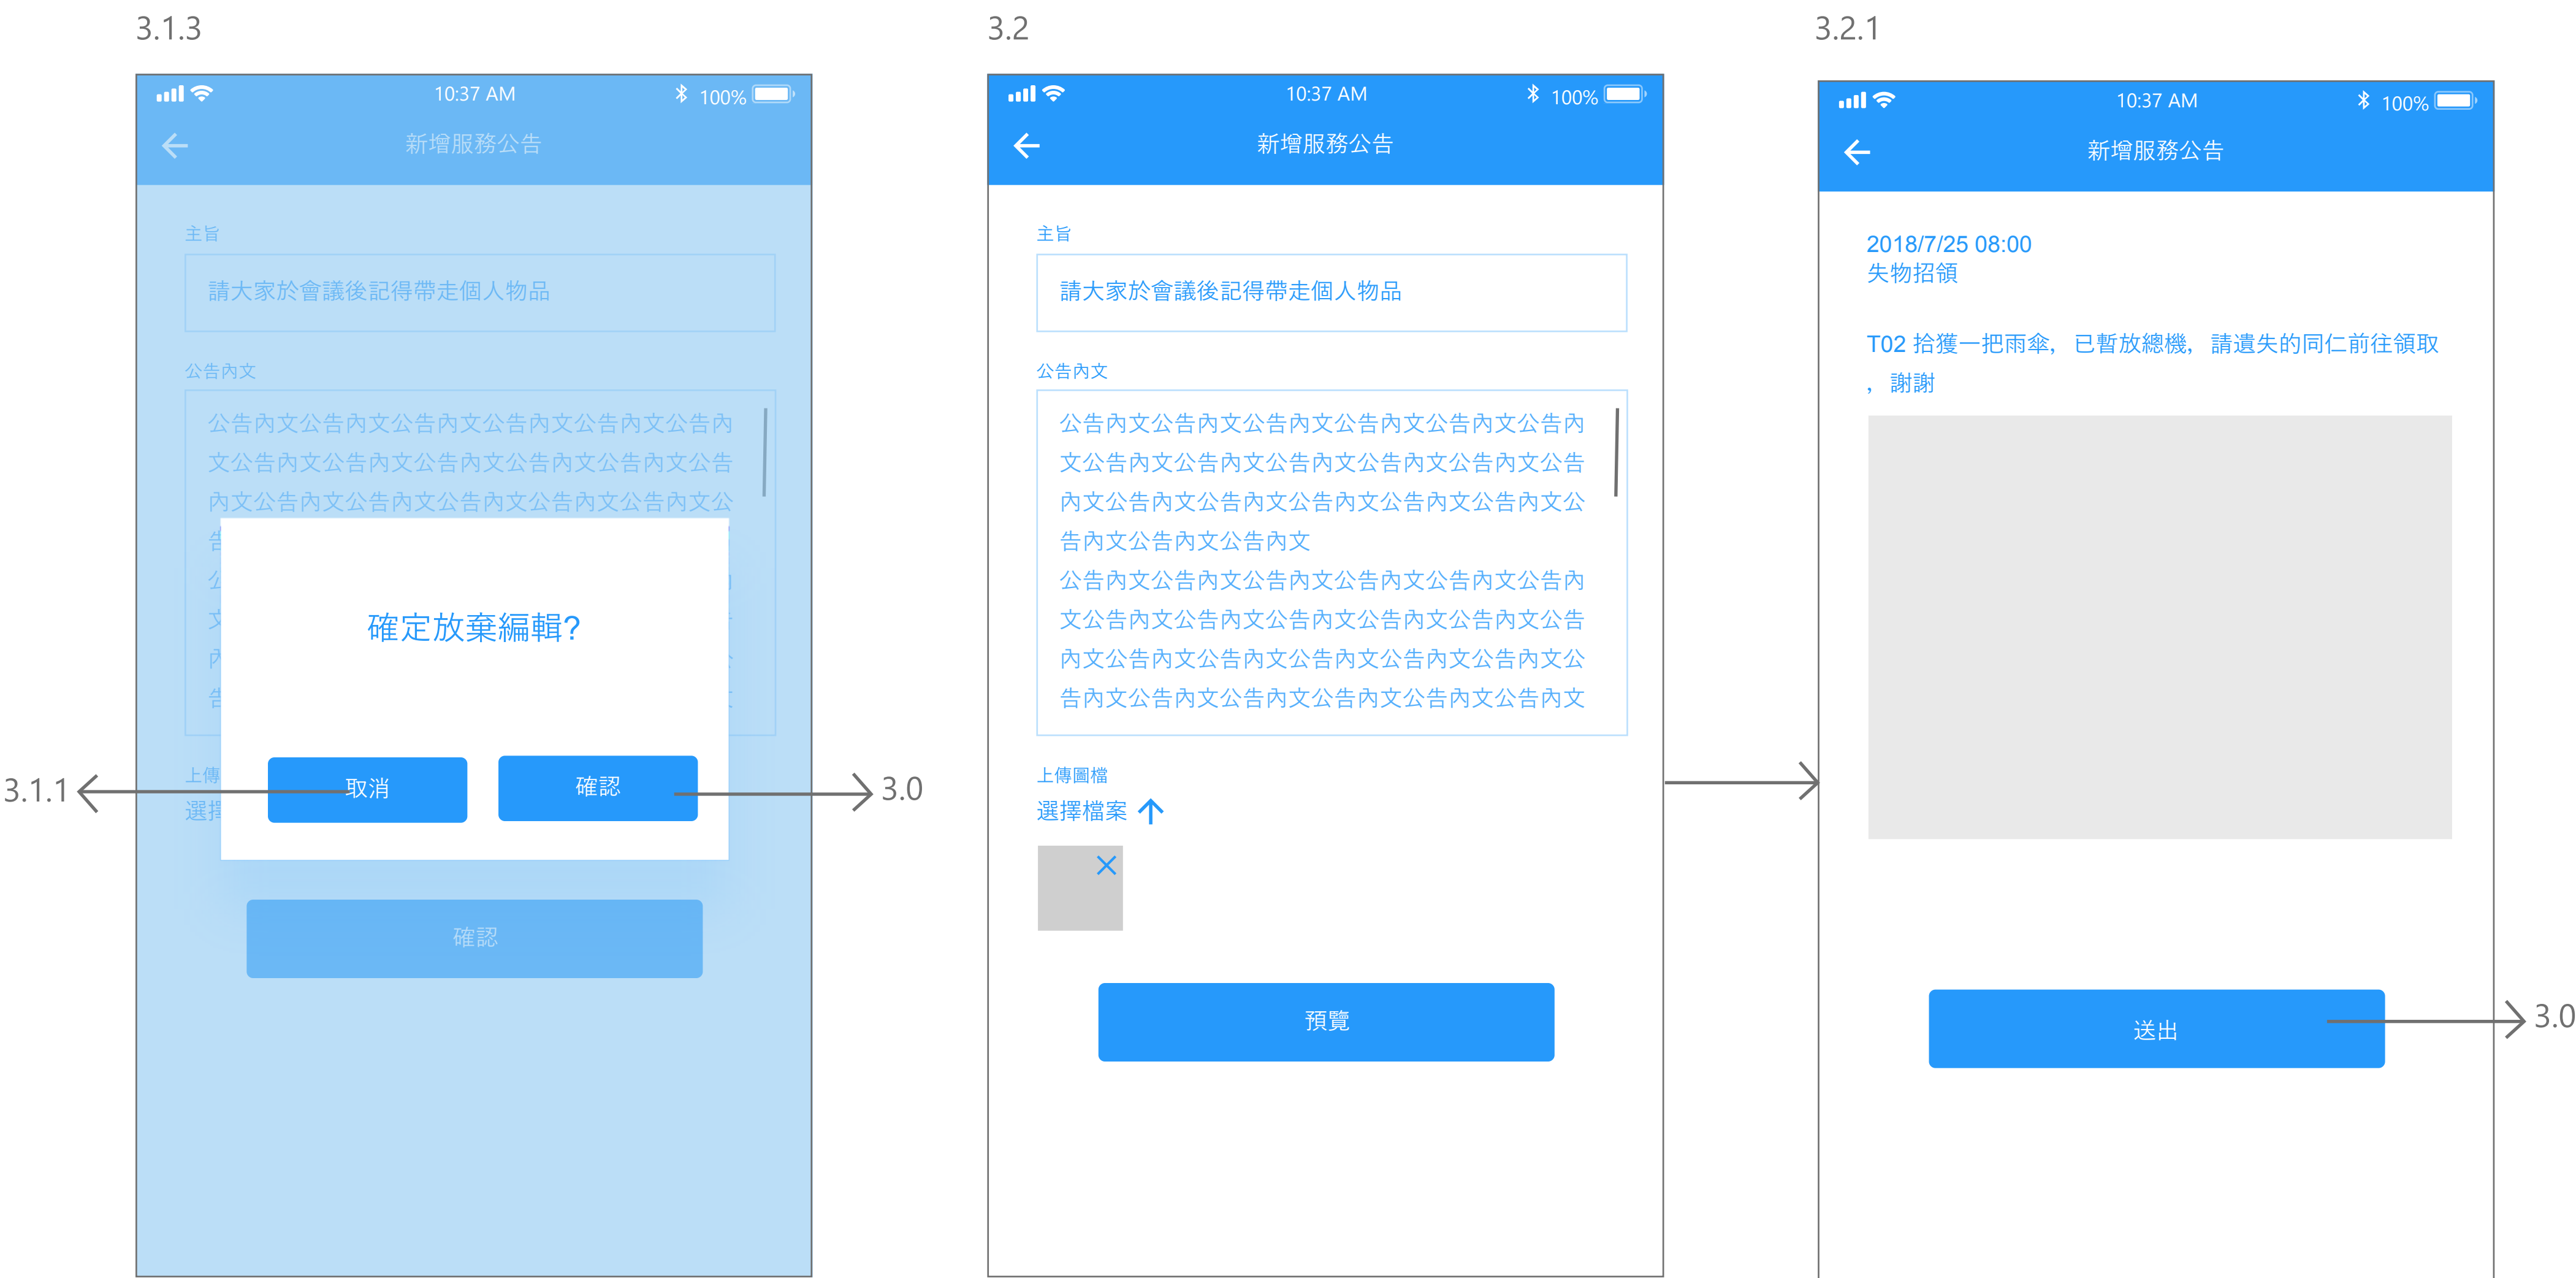 3.1.3
10:37 AM
100%
新增服務公告
主旨
請大家於會議後記得帶走個人物品
公告內文
公告內文公告內文公告內文公告內文公告內文公告內
文公告內文公告內文公告內文公告內文公告內文公告
內文公告內文公告內文公告內文公告內文公告內文公
告
公
文
內
告
確定放棄編輯?
取消
確認
3.1.1
3.0
上傳
選擇
確認
3.2
10:37 AM
100%
新增服務公告
主旨
請大家於會議後記得帶走個人物品
公告內文
公告內文公告內文公告內文公告內文公告內文公告內
文公告內文公告內文公告內文公告內文公告內文公告
內文公告內文公告內文公告內文公告內文公告內文公
告內文公告內文公告內文
公告內文公告內文公告內文公告內文公告內文公告內
文公告內文公告內文公告內文公告內文公告內文公告
內文公告內文公告內文公告內文公告內文公告內文公
告內文公告內文公告內文公告內文公告內文公告內文
上傳圖檔
選擇檔案
預覽
3.2.1
10:37 AM
100%
新增服務公告
2018/7/25 08:00
失物招領
T02 拾獲一把雨傘，已暫放總機，請遺失的同仁前往領取
，謝謝
送出
3.0